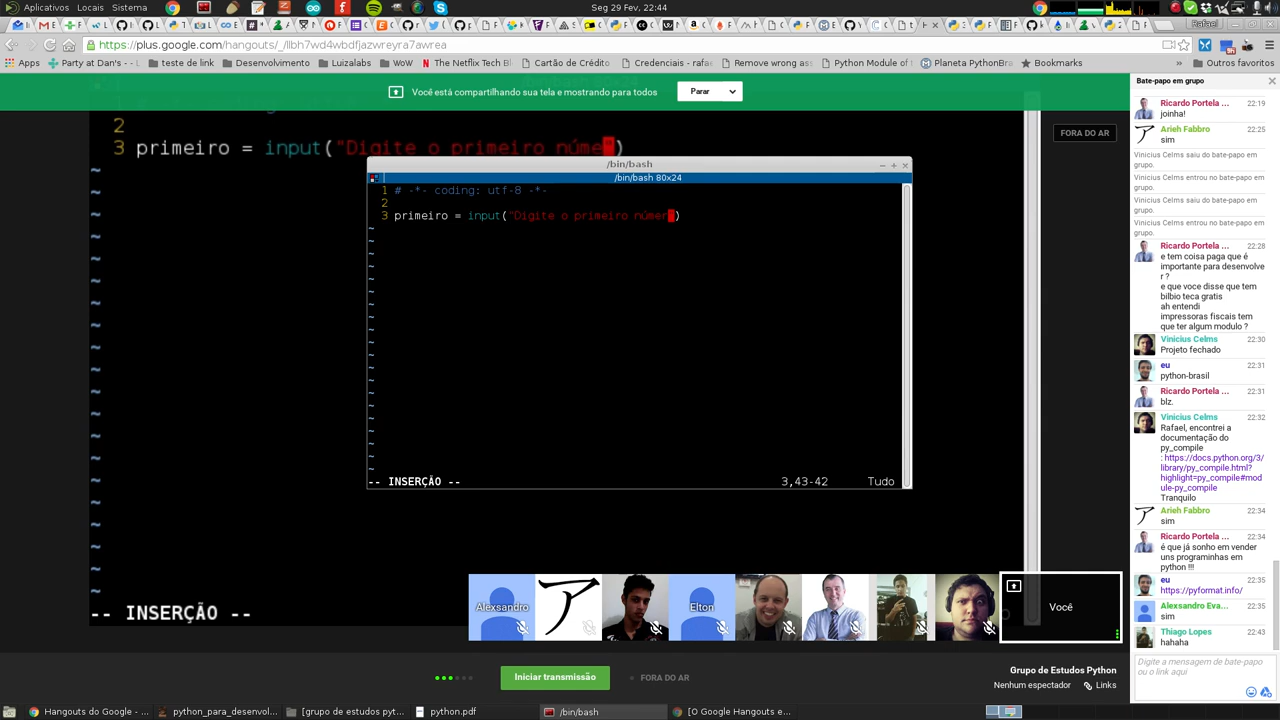 Aplicativos Locais Sistema
Seg 29 Fev, 22:44
Rafael
https://plus.google.com/hangouts/_/llbh7wd4wbdfjazwreyra7awrea
Apps Party at Dan's -- U teste de link Desenvolvimento Luizalabs WoW The Netflix Tech B Cartão de Crédito Credenciais - rafae Remove wrong ass Python Module of t Planeta PythonBra Bookmarks Outros favoritos
Você está compartilhando sua tela e mostrando para todos
Parar
FORA DO AR
2
3 primeiro = input("Digite o primeiro núme")
/bin/bash
/bin/bash 80x24
1 # -*- coding: utf-8 -*-
2
3 primeiro = input("Digite o primeiro númer")
-- INSERÇÃO --
3,43-42 Tudo
-- INSERÇÃO --
Alexsandro
Elton
Você
Iniciar transmissão
FORA DO AR
Grupo de Estudos Python
Nenhum espectador Links
Bate-papo em grupo
Ricardo Portela ... 22:19
joinha!
Arieh Fabbro 22:25
sim
Vinicius Celms saiu do bate-papo em
grupo.
Vinicius Celms entrou no bate-papo em
grupo.
Vinicius Celms saiu do bate-papo em
grupo.
Vinicius Celms entrou no bate-papo em
grupo.
Ricardo Portela ... 22:28
e tem coisa paga que é
importante para desenvolve
r ?
e que voce disse que tem
bilbio teca gratis
ah entendi
impressoras fiscais tem
que ter algum modulo ?
Vinicius Celms 22:30
Projeto fechado
eu 22:31
python-brasil
Ricardo Portela ... 22:31
blz.
Vinicius Celms 22:32
Rafael, encontrei a
documentação do
py_compile
: https://docs.python.org/3/
library/py_compile.html?
highlight=py_compile#mod
ule-py_compile
Tranquilo
Arieh Fabbro 22:34
sim
Ricardo Portela ... 22:34
é que já sonho em vender
uns programinhas em
python !!!
eu 22:35
https://pyformat.info/
Alexsandro Eva... 22:35
sim
Thiago Lopes 22:43
hahaha
Digite a mensagem de bate-papo
ou o link aqui
Hangouts do Google - ... python_para_desenvol... [grupo de estudos pyt... python.pdf /bin/bash [O Google Hangouts e...